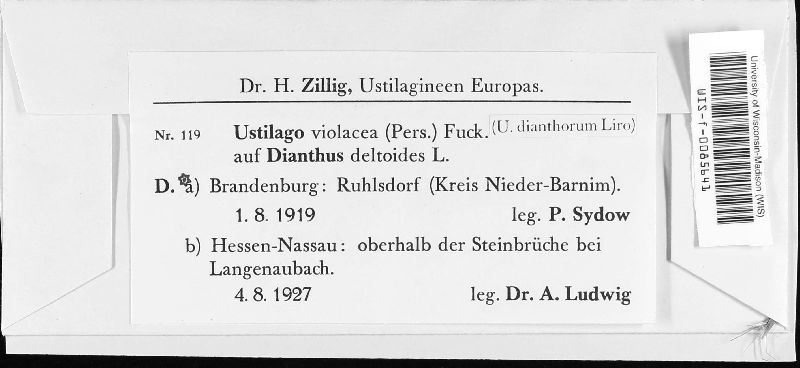 Dr. H. Zillig, Ustilagineen Europas.
Nr. 119 Ustilago violacea (Pers.) Fuck. (U. dianthorum Liro)
auf Dianthus deltoides L.
D. a) Brandenburg: Ruhlsdorf (Kreis Nieder-Barnim).
1. 8. 1919 leg. P. Sydow
b) Hessen-Nassau: oberhalb der Steinbrüche bei
Langenaubach.
4. 8. 1927 leg. Dr. A. Ludwig
University of Wisconsin-Madison (WIS)
WIS-f-0085641